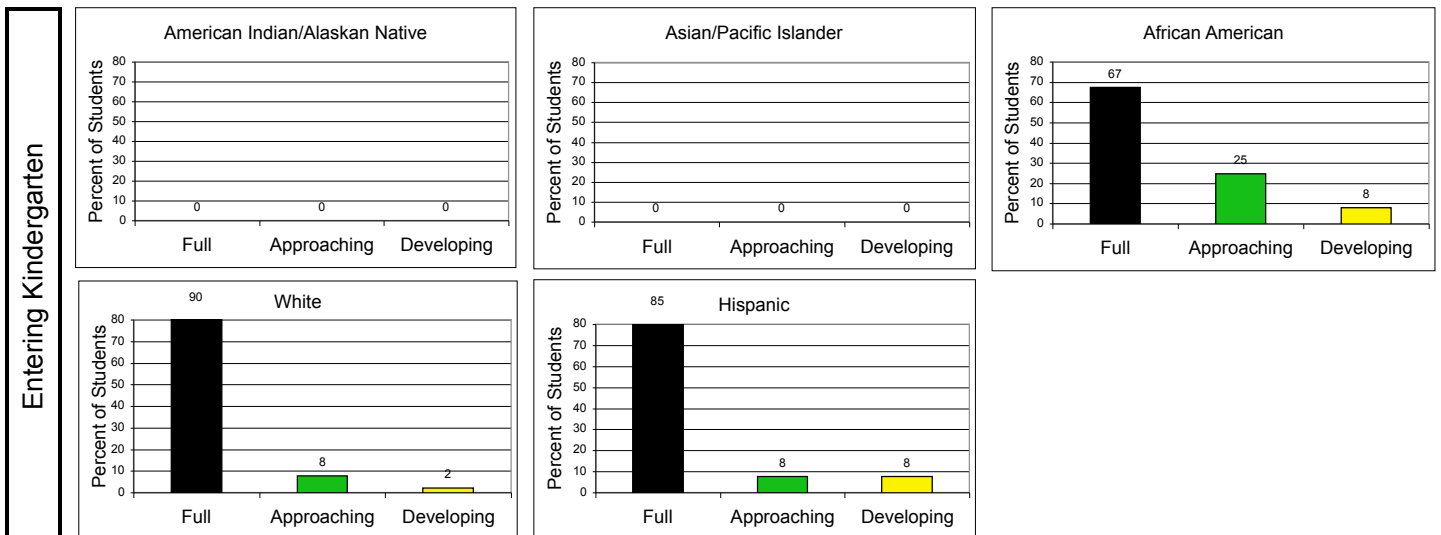 Entering Kindergarten
American Indian/Alaskan Native
Percent of Students
80
70
60
50
40
30
20
10
0
0 0 0
Full Approaching Developing
Asian/Pacific Islander
Percent of Students
80
70
60
50
40
30
20
10
0
0 0 0
Full Approaching Developing
African American
Percent of Students
80
70
60
50
40
30
20
10
0
67
25
8
Full Approaching Developing
White
Percent of Students
80
70
60
50
40
30
20
10
0
90
8
2
Full Approaching Developing
Hispanic
Percent of Students
80
70
60
50
40
30
20
10
0
85
8 8
Full Approaching Developing